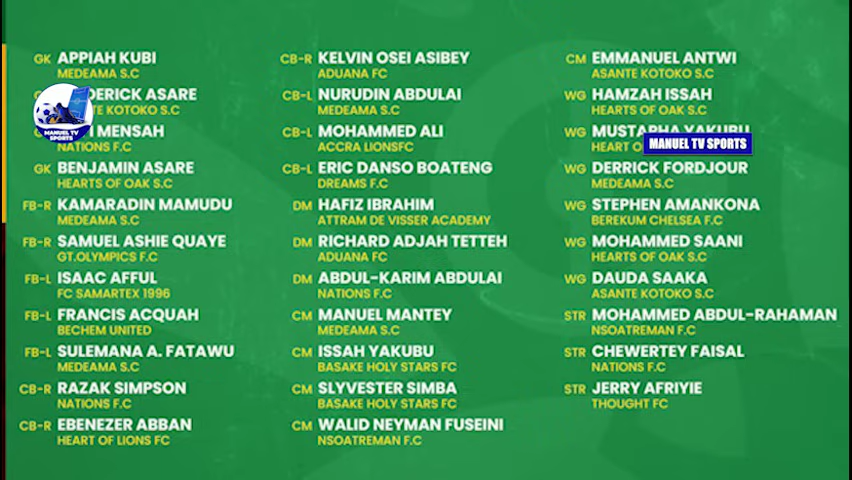 GK APPIAH KUBI
MEDEAMA S.C
DERICK ASARE
KOTOKO S.C
MENSAH
NATIONS F.C
GK BENJAMIN ASARE
HEARTS OF OAK S.C
FB-R KAMARADIN MAMUDU
MEDEAMA S.C
FB-R SAMUEL ASHIE QUAYE
GT.OLYMPICS F.C
FB-L ISAAC AFFUL
FC SAMARTEX 1996
FB-L FRANCIS ACQUAH
BECHEM UNITED
FB-L SULEMANA A. FATAWU
MEDEAMA S.C
CB-R RAZAK SIMPSON
NATIONS F.C
CB-R EBENEZER ABBAN
HEART OF LIONS FC
MANUEL TV
SPORTS
CB-R KELVIN OSEI ASIBEY
ADUANA FC
CB-L NURUDIN ABDULAI
MEDEAMA S.C
CB-L MOHAMMED ALI
ACCRA LIONSFC
CB-L ERIC DANSO BOATENG
DREAMS F.C
DM HAFIZ IBRAHIM
ATTRAM DE VISSER ACADEMY
DM RICHARD ADJAH TETTEH
ADUANA FC
DM ABDUL-KARIM ABDULAI
NATIONS F.C
CM MANUEL MANTEY
MEDEAMA S.C
CM ISSAH YAKUBU
BASAKE HOLY STARS FC
CM SLYVESTER SIMBA
BASAKE HOLY STARS FC
CM WALID NEYMAN FUSEINI
NSOATREMAN F.C
CM EMMANUEL ANTWI
ASANTE KOTOKO S.C
WG HAMZAH ISSAH
HEARTS OF OAK S.C
WG MUSTAPHA YAKUBU
HEART
MANUEL TV SPORTS
WG DERRICK FORDJOUR
MEDEAMA S.C
WG STEPHEN AMANKONA
BEREKUM CHELSEA F.C
WG MOHAMMED SAANI
HEARTS OF OAK S.C
WG DAUDA SAAKA
ASANTE KOTOKO S.C
STR MOHAMMED ABDUL-RAHAMAN
NSOATREMAN F.C
STR CHEWERTEY FAISAL
NATIONS F.C
STR JERRY AFRIYIE
THOUGHT FC